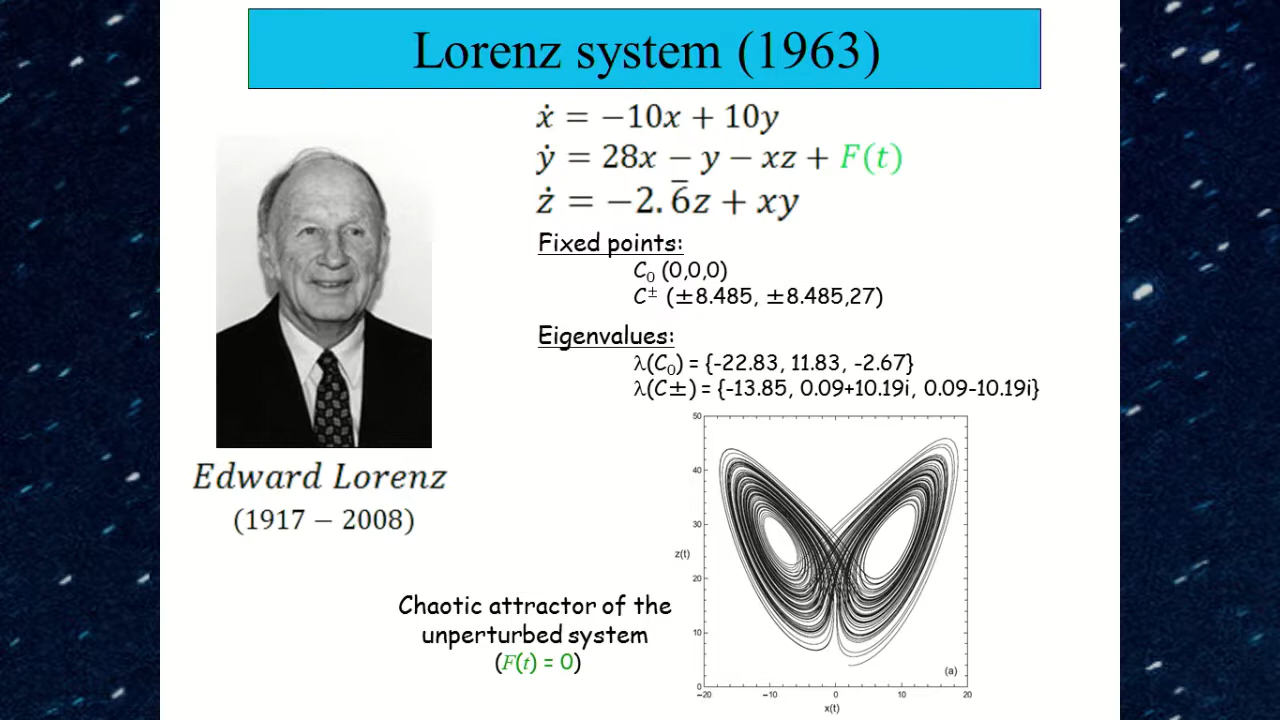 Lorenz system (1963)
ẋ = −10x + 10y
ẏ = 28x − y − xz + F(t)
ż = −2.6̅z + xy
Fixed points:
C₀ (0,0,0)
C± (±8.485, ±8.485,27)
Eigenvalues:
λ(C₀) = {-22.83, 11.83, -2.67}
λ(C±) = {-13.85, 0.09+10.19i, 0.09-10.19i}
Edward Lorenz
(1917 − 2008)
Chaotic attractor of the
unperturbed system
(F(t) = 0)
50
40
30
z(t)
20
10
0
(a)
−20 −10 0 10 20
x(t)